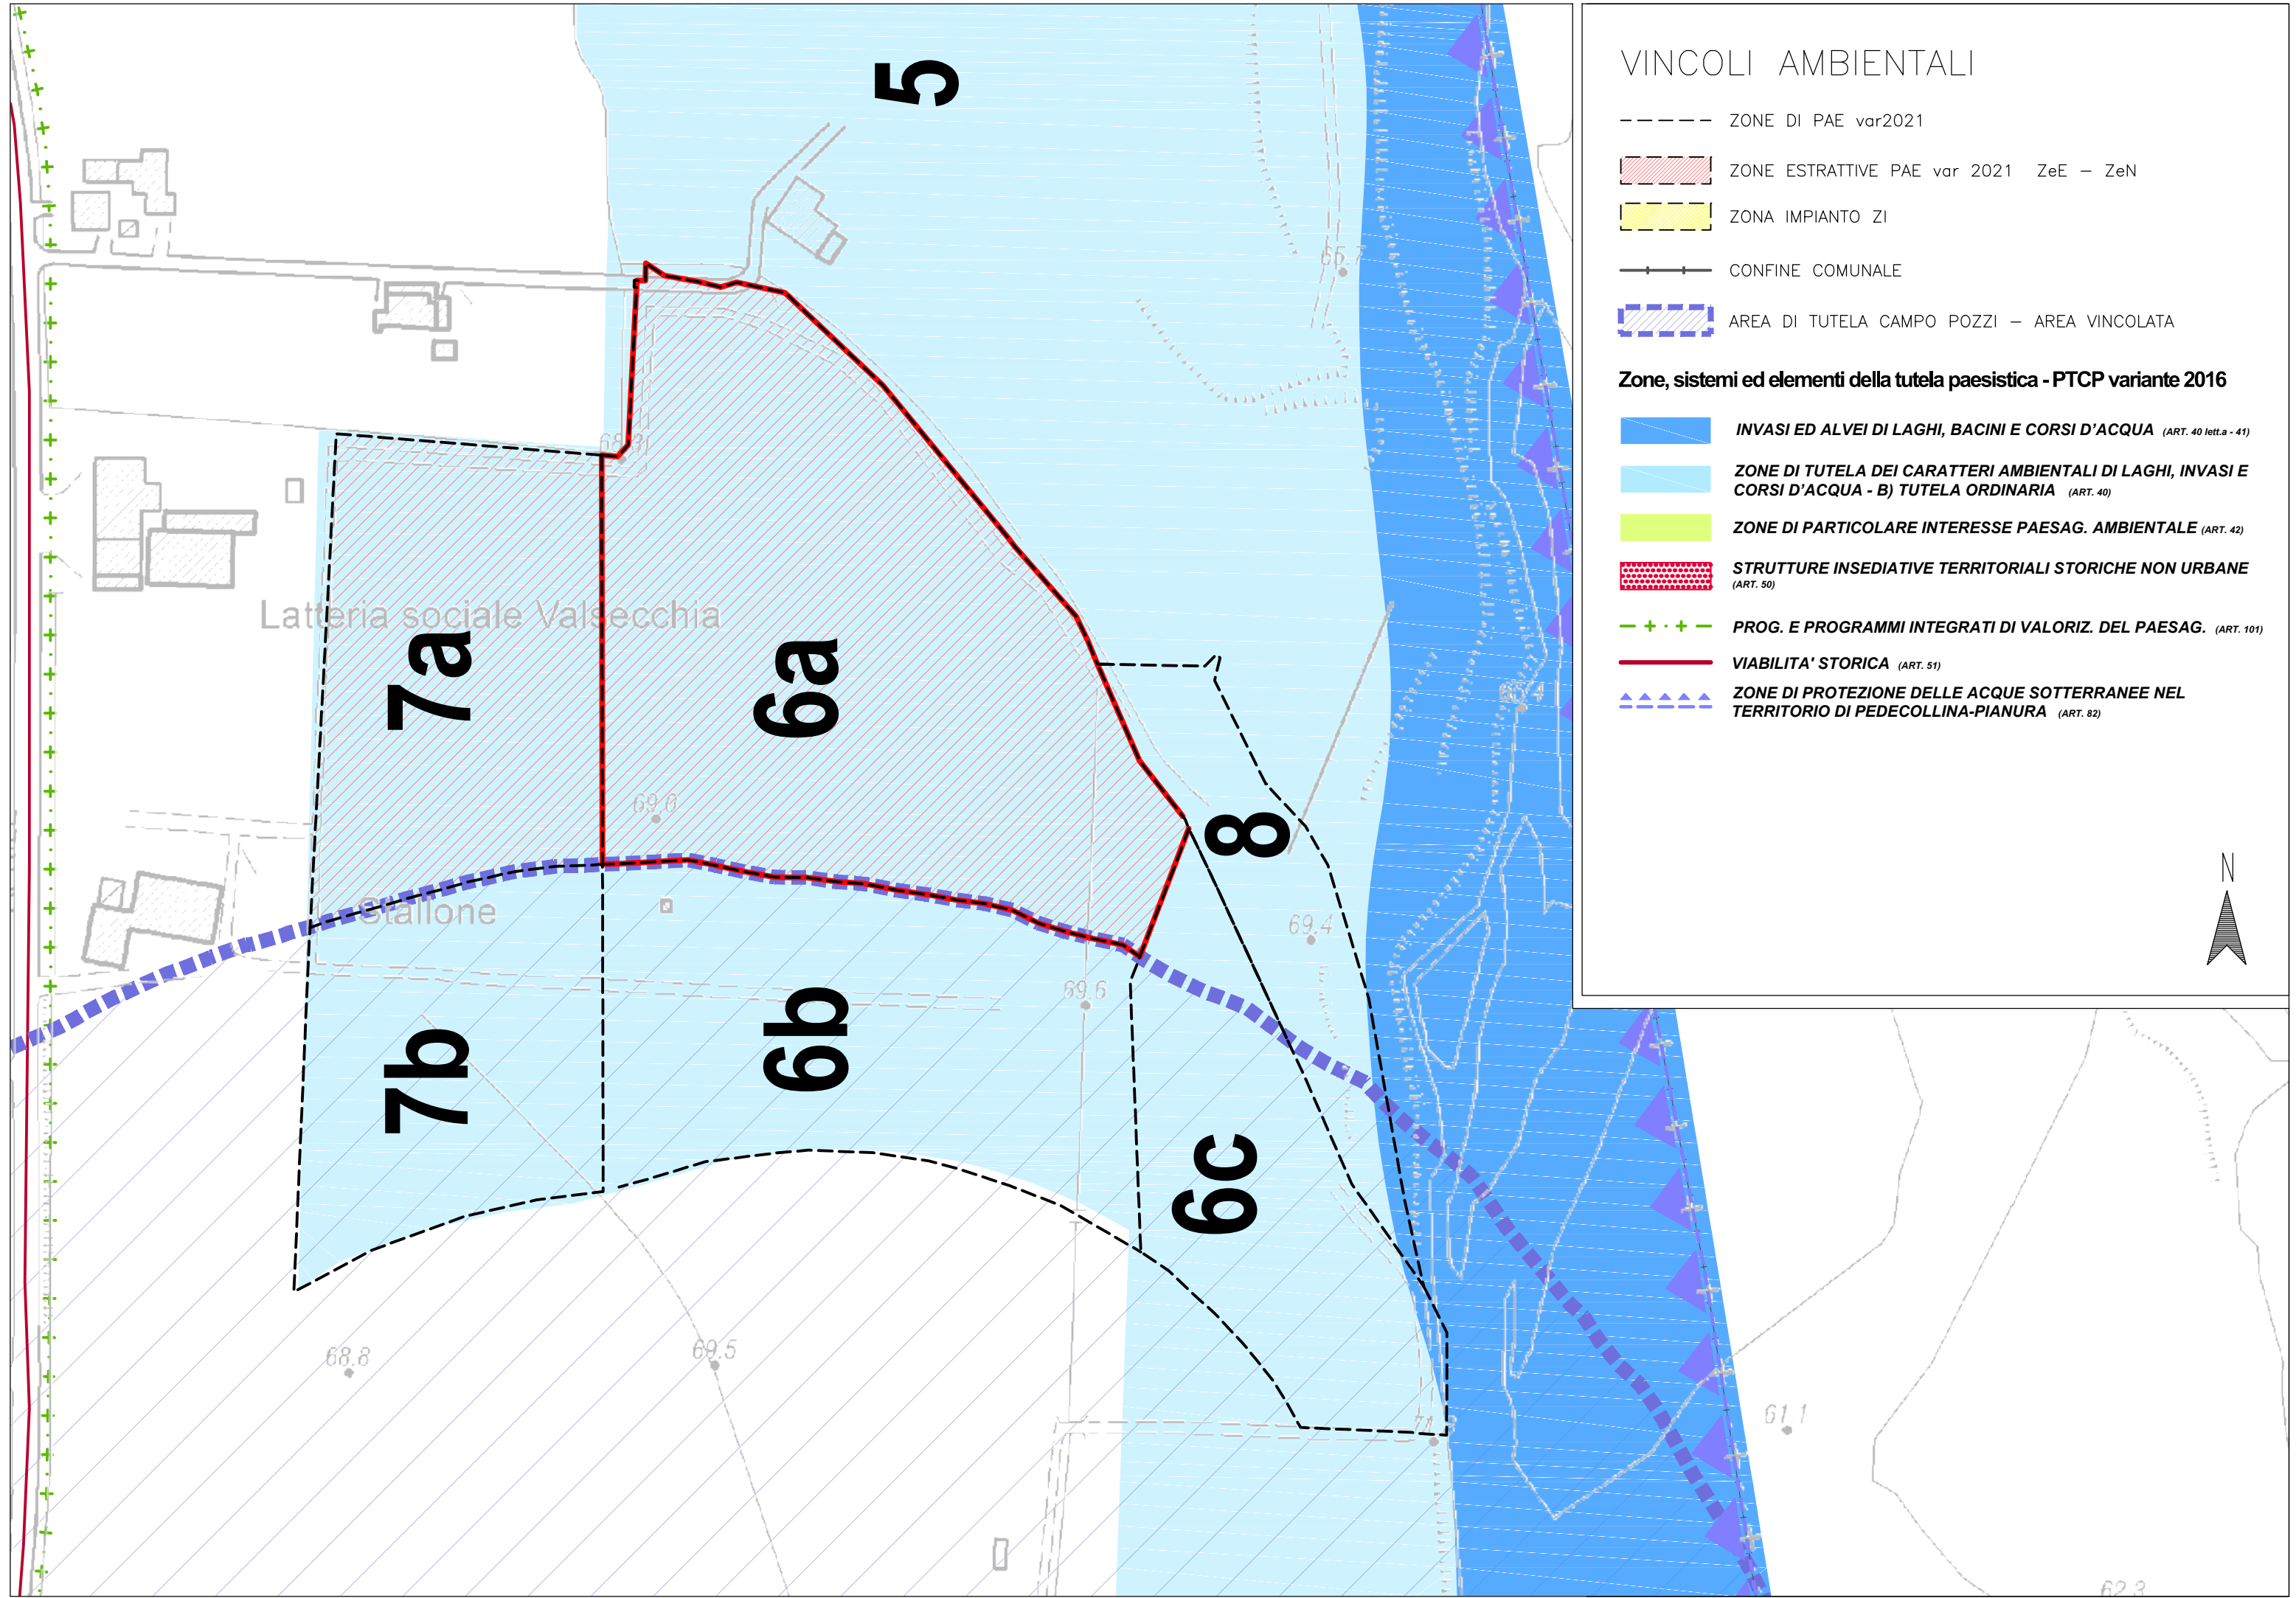 VINCOLI AMBIENTALI
ZONE DI PAE var2021
ZONE ESTRATTIVE PAE var 2021 ZeE – ZeN
ZONA IMPIANTO ZI
CONFINE COMUNALE
AREA DI TUTELA CAMPO POZZI – AREA VINCOLATA
Zone, sistemi ed elementi della tutela paesistica - PTCP variante 2016
INVASI ED ALVEI DI LAGHI, BACINI E CORSI D'ACQUA (ART. 40 lett.a - 41)
ZONE DI TUTELA DEI CARATTERI AMBIENTALI DI LAGHI, INVASI E
CORSI D'ACQUA - B) TUTELA ORDINARIA (ART. 40)
ZONE DI PARTICOLARE INTERESSE PAESAG. AMBIENTALE (ART. 42)
STRUTTURE INSEDIATIVE TERRITORIALI STORICHE NON URBANE
(ART. 50)
PROG. E PROGRAMMI INTEGRATI DI VALORIZ. DEL PAESAG. (ART. 101)
VIABILITA' STORICA (ART. 51)
ZONE DI PROTEZIONE DELLE ACQUE SOTTERRANEE NEL
TERRITORIO DI PEDECOLLINA-PIANURA (ART. 82)
N
5
65.7
68.3
Latteria sociale Valsecchia
7a
6a
69.0
8
Stallone
69.4
69.6
7b
6b
6c
68.8
69.5
61.1
62.3